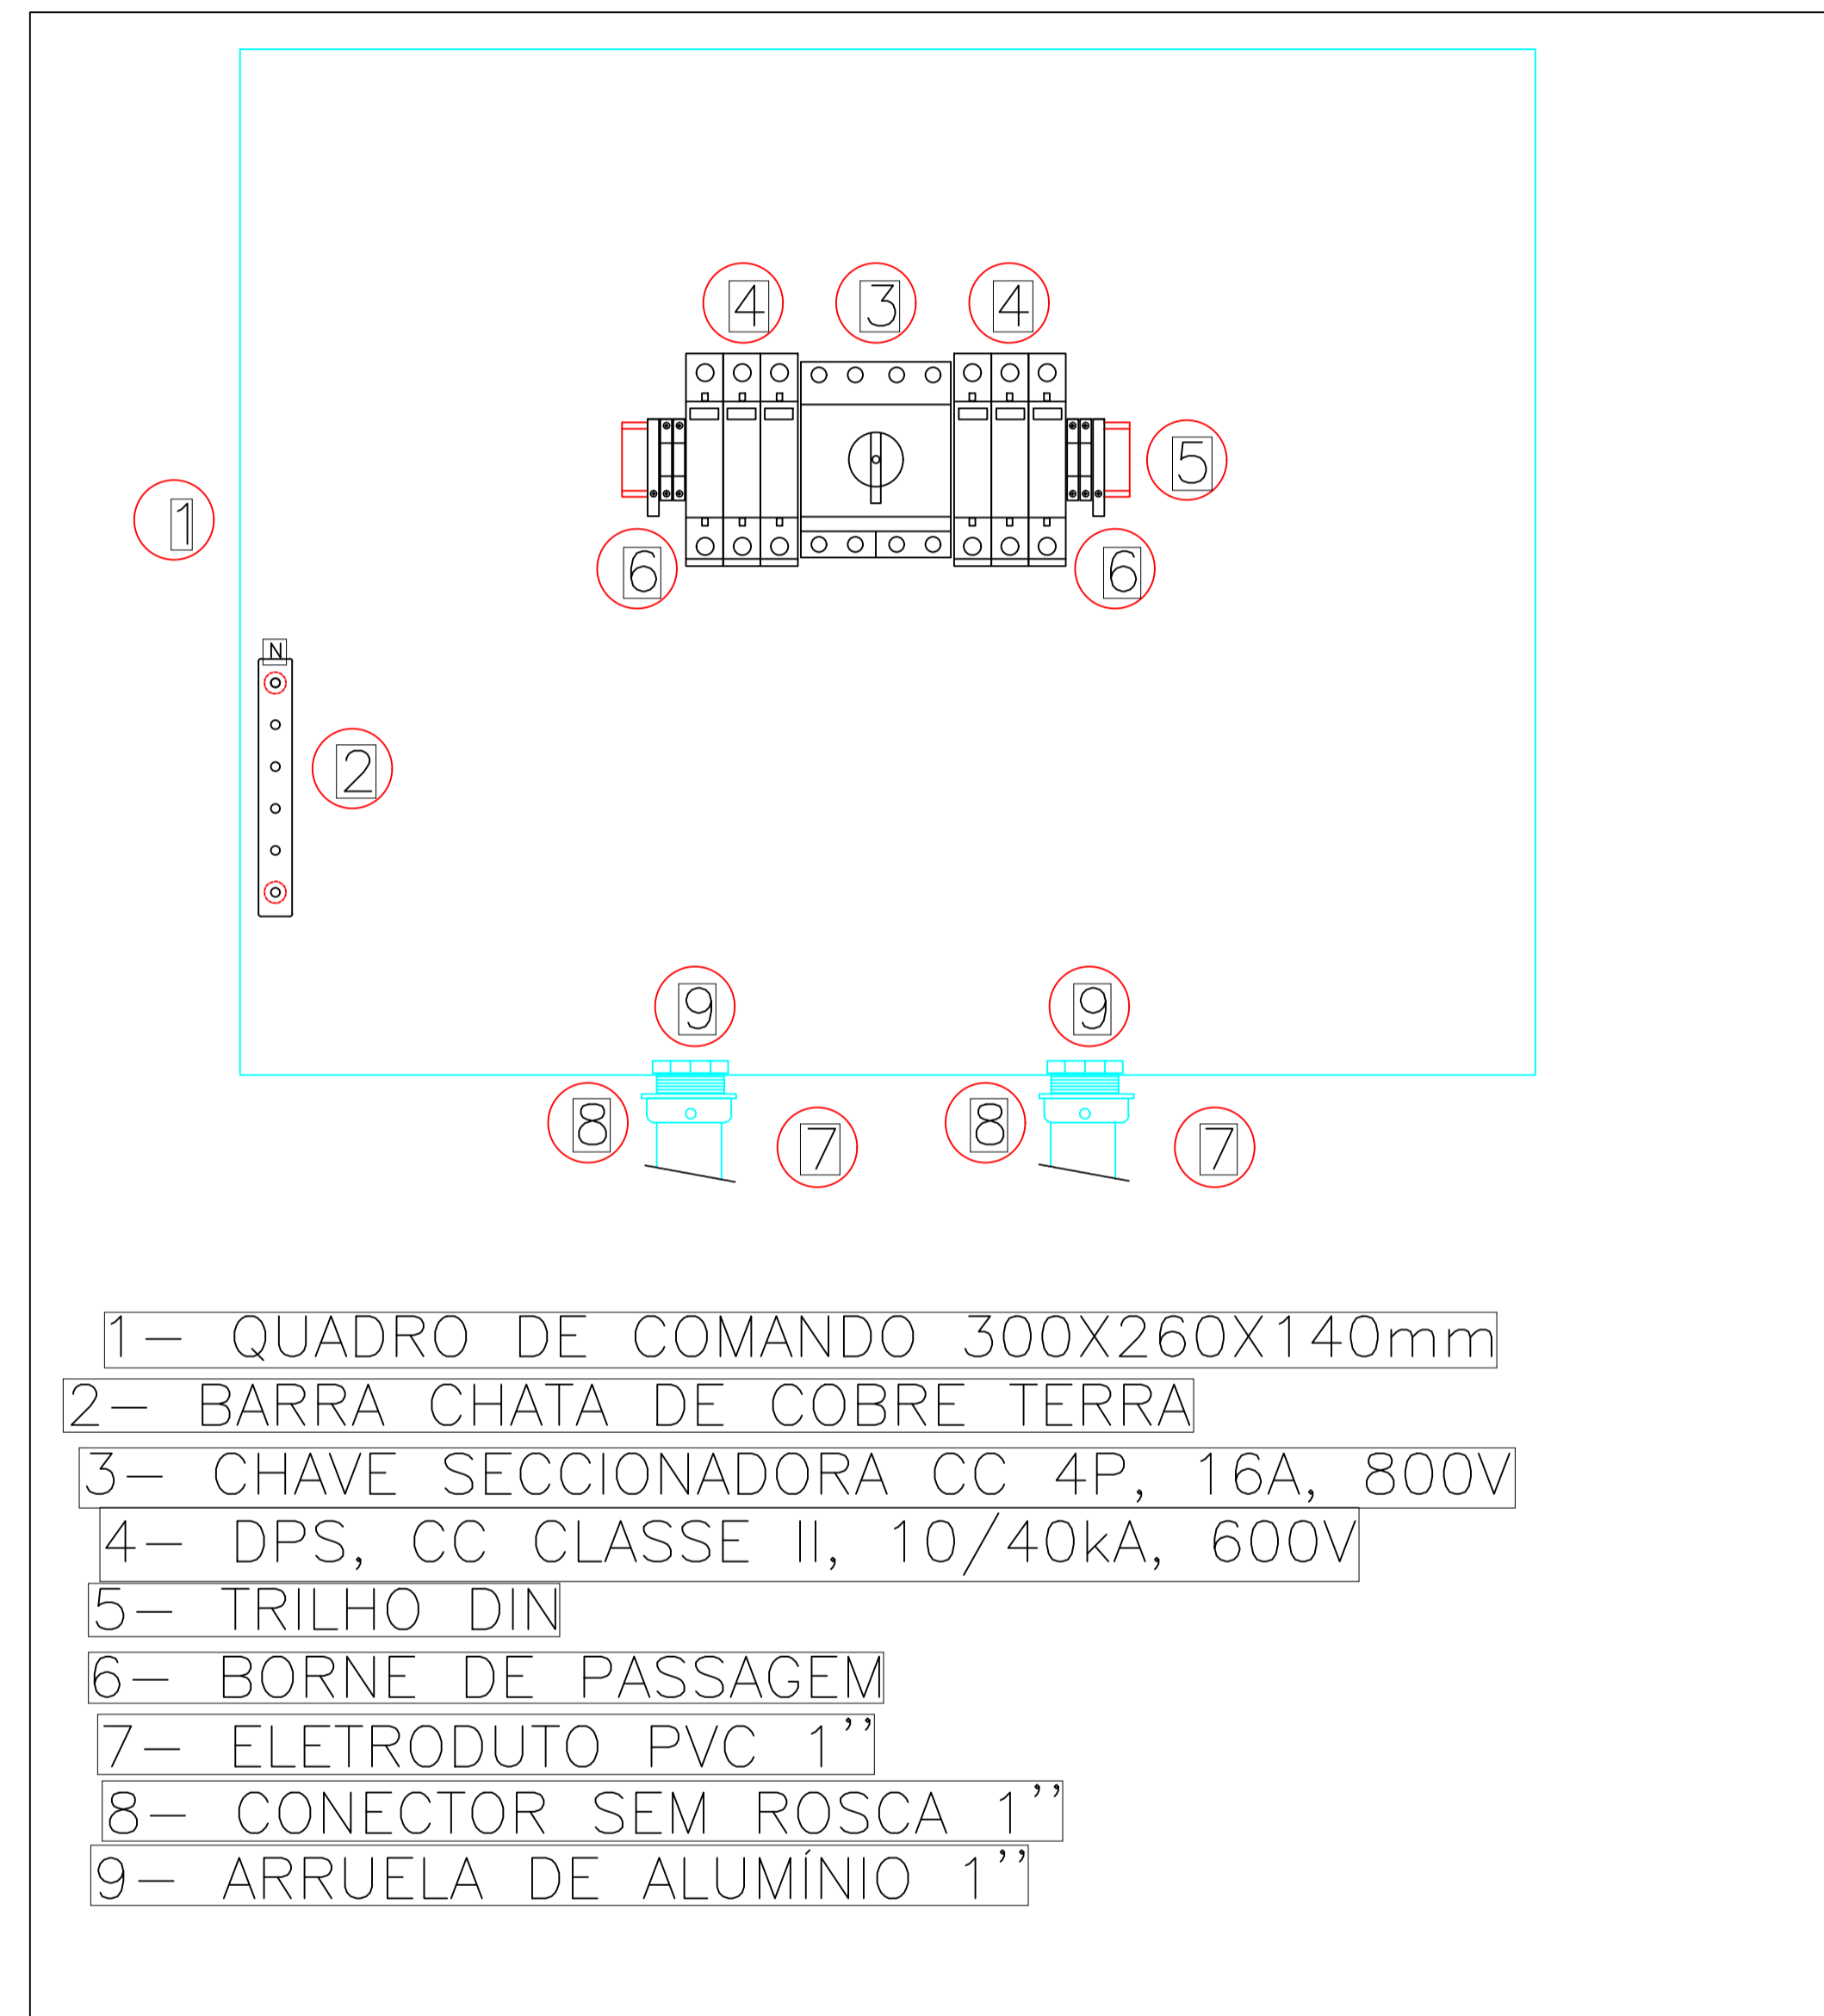 4 3 4
5
1
6 6
N
2
9 9
8 8
7 7
1- QUADRO DE COMANDO 300X260X140mm
2- BARRA CHATA DE COBRE TERRA
3- CHAVE SECCIONADORA CC 4P, 16A, 800V
4- DPS, CC CLASSE II, 10/40kA, 600V
5- TRILHO DIN
6- BORNE DE PASSAGEM
7- ELETRODUTO PVC 1’’
8- CONECTOR SEM ROSCA 1’’
9- ARRUELA DE ALUMÍNIO 1’’